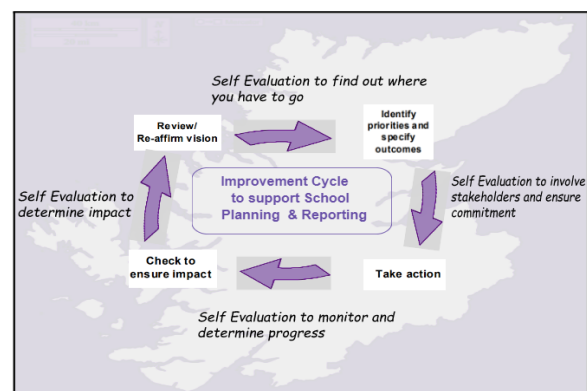 Self Evaluation to find out where
you have to go
Review/
Re-affirm vision
Identify
priorities and
specify
outcomes
Self Evaluation to
determine impact
Improvement Cycle
to support School
Planning & Reporting
Self Evaluation to involve
stakeholders and ensure
commitment
Check to
ensure impact
Take action
Self Evaluation to monitor and
determine progress